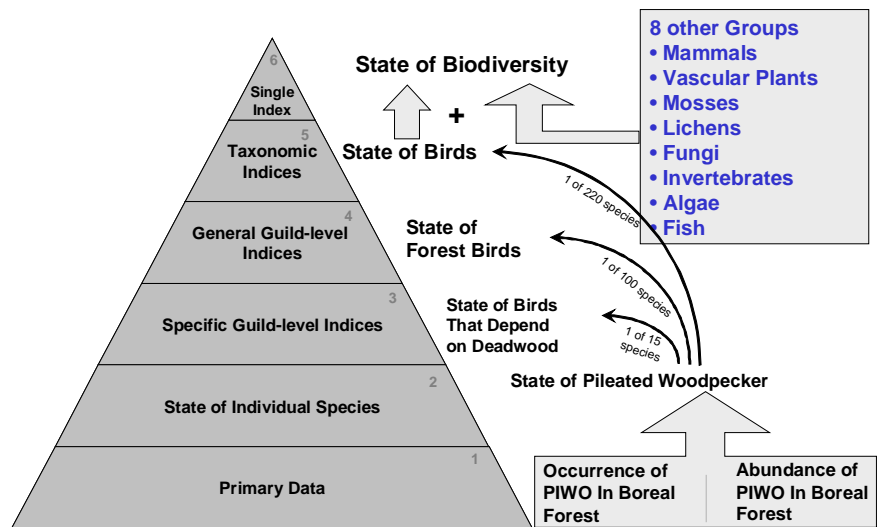 6
Single
Index
5
Taxonomic
Indices
4
General Guild-level
Indices
3
Specific Guild-level Indices
2
State of Individual Species
1
Primary Data
State of Biodiversity
+
State of Birds
State of
Forest Birds
State of Birds
That Depend
on Deadwood
State of Pileated Woodpecker
1 of 220 species
1 of 100 species
1 of 15
species
8 other Groups
• Mammals
• Vascular Plants
• Mosses
• Lichens
• Fungi
• Invertebrates
• Algae
• Fish
Occurrence of
PIWO In Boreal
Forest
Abundance of
PIWO In Boreal
Forest